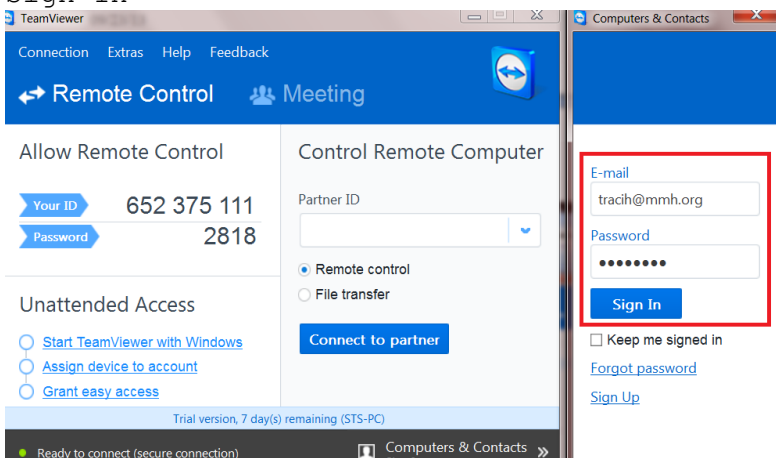 Sign in
TeamViewer
Connection Extras Help Feedback
Remote Control Meeting
Allow Remote Control
Your ID 652 375 111
Password 2818
Unattended Access
Start TeamViewer with Windows
Assign device to account
Grant easy access
Control Remote Computer
Partner ID
Remote control
File transfer
Connect to partner
Trial version, 7 day(s) remaining (STS-PC)
Ready to connect (secure connection)
Computers & Contacts »
Computers & Contacts
E-mail
tracih@mmh.org
Password
●●●●●●●●
Sign In
Keep me signed in
Forgot password
Sign Up